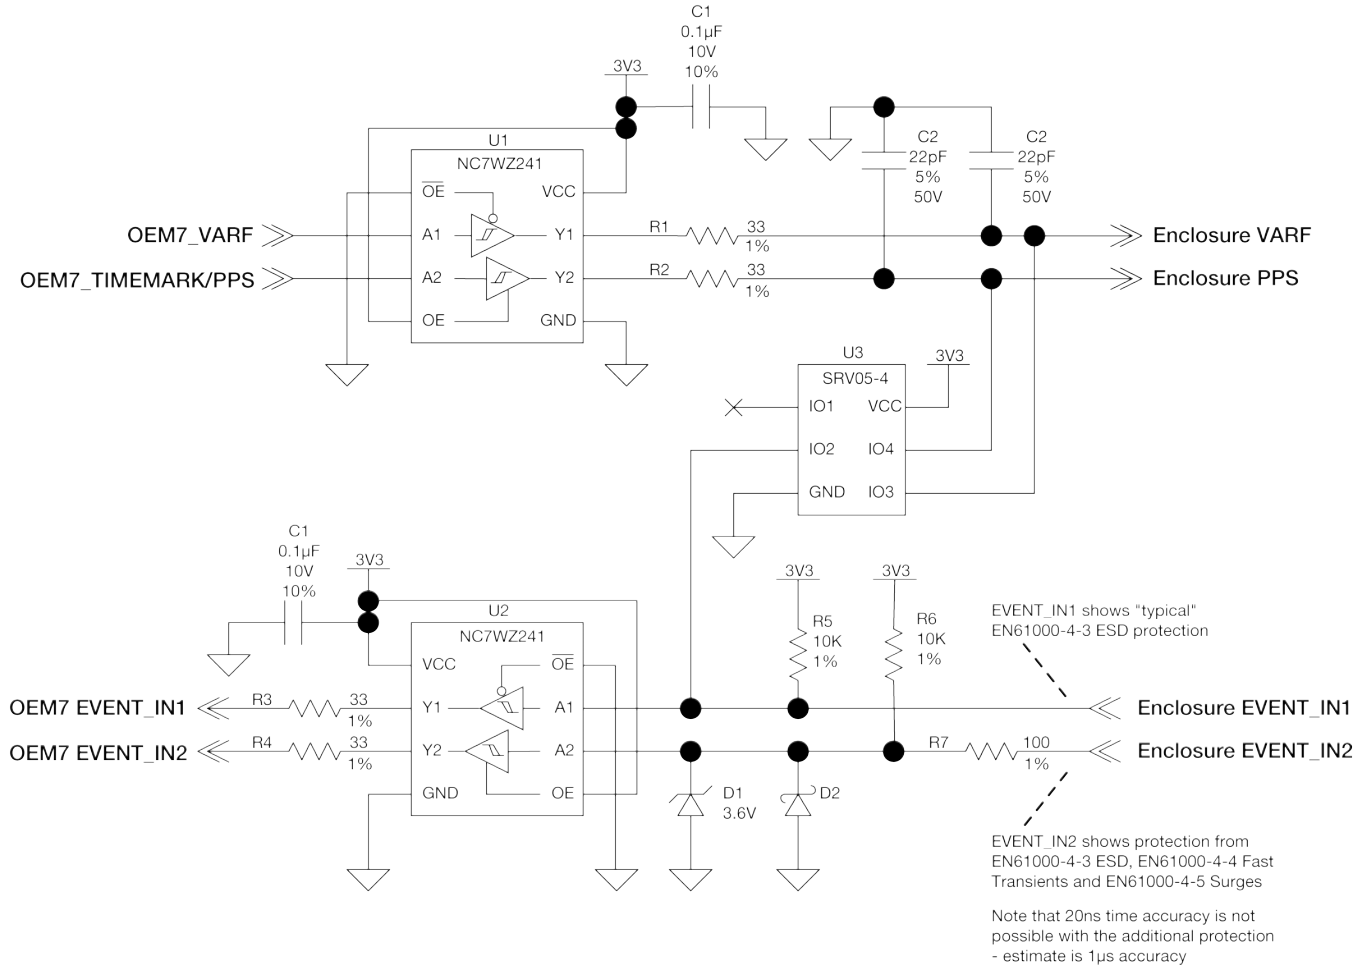 C1
0.1µF
10V
10%
3V3
U1
NC7WZ241
OE
VCC
A1
Y1
A2
Y2
OE
GND
OEM7_VARF
OEM7_TIMEMARK/PPS
R1
33
1%
R2
33
1%
C2
22pF
5%
50V
C2
22pF
5%
50V
Enclosure VARF
Enclosure PPS
U3
3V3
SRV05-4
IO1
VCC
IO2
IO4
GND
IO3
C1
0.1µF
10V
10%
3V3
U2
NC7WZ241
VCC
OE
Y1
A1
Y2
A2
GND
OE
OEM7 EVENT_IN1
OEM7 EVENT_IN2
R3
33
1%
R4
33
1%
3V3
R5
10K
1%
3V3
R6
10K
1%
EVENT_IN1 shows "typical"
EN61000-4-3 ESD protection
Enclosure EVENT_IN1
Enclosure EVENT_IN2
R7
100
1%
D1
3.6V
D2
EVENT_IN2 shows protection from
EN61000-4-3 ESD, EN61000-4-4 Fast
Transients and EN61000-4-5 Surges
Note that 20ns time accuracy is not
possible with the additional protection
- estimate is 1µs accuracy